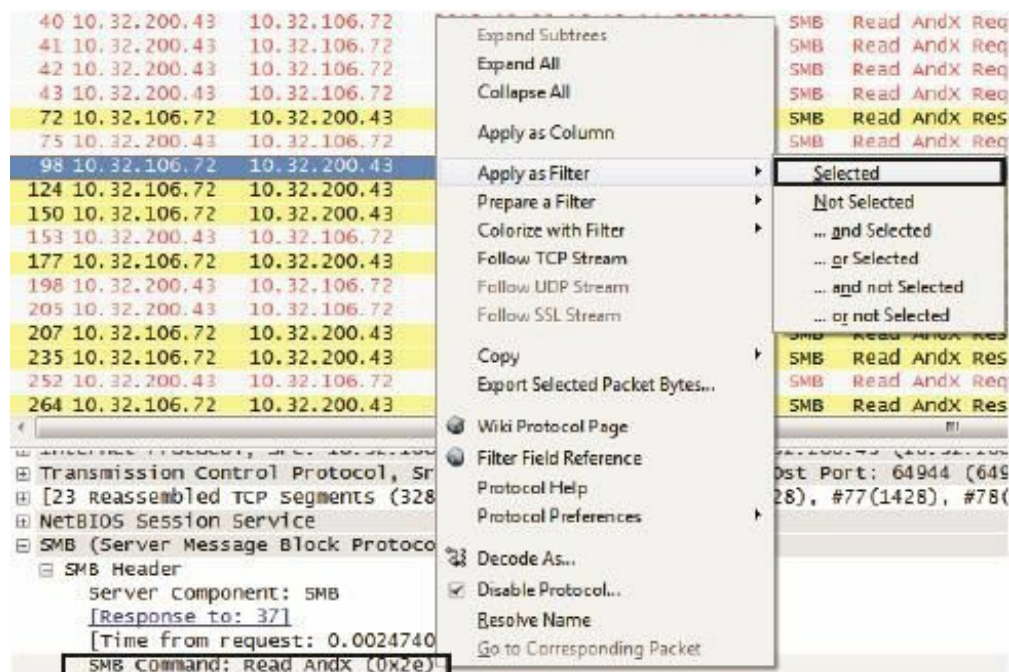 40 10.32.200.43 10.32.106.72 SMB Read AndX Req
41 10.32.200.43 10.32.106.72 SMB Read AndX Req
42 10.32.200.43 10.32.106.72 SMB Read AndX Req
43 10.32.200.43 10.32.106.72 SMB Read AndX Req
72 10.32.106.72 10.32.200.43 SMB Read AndX Res
75 10.32.200.43 10.32.106.72 SMB Read AndX Req
98 10.32.106.72 10.32.200.43
124 10.32.106.72 10.32.200.43
150 10.32.106.72 10.32.200.43
153 10.32.200.43 10.32.106.72
177 10.32.106.72 10.32.200.43
198 10.32.200.43 10.32.106.72
205 10.32.200.43 10.32.106.72
207 10.32.106.72 10.32.200.43 SMB Read AndX Res
235 10.32.106.72 10.32.200.43 SMB Read AndX Res
252 10.32.200.43 10.32.106.72 SMB Read AndX Req
264 10.32.106.72 10.32.200.43 SMB Read AndX Res
Expand Subtrees
Expand All
Collapse All
Apply as Column
Apply as Filter
Prepare a Filter
Colorize with Filter
Follow TCP Stream
Follow UDP Stream
Follow SSL Stream
Copy
Export Selected Packet Bytes...
Wiki Protocol Page
Filter Field Reference
Protocol Help
Protocol Preferences
Decode As...
Disable Protocol...
Resolve Name
Go to Corresponding Packet
Selected
Not Selected
... and Selected
... or Selected
... and not Selected
... or not Selected
Transmission Control Protocol, Sr ost Port: 64944 (649
[23 Reassembled TCP Segments (328 28), #77(1428), #78(
NetBIOS Session Service
SMB (Server Message Block Protoco
SMB Header
Server Component: SMB
[Response to: 37]
[Time from request: 0.0024740
SMB Command: Read AndX (0x2e)